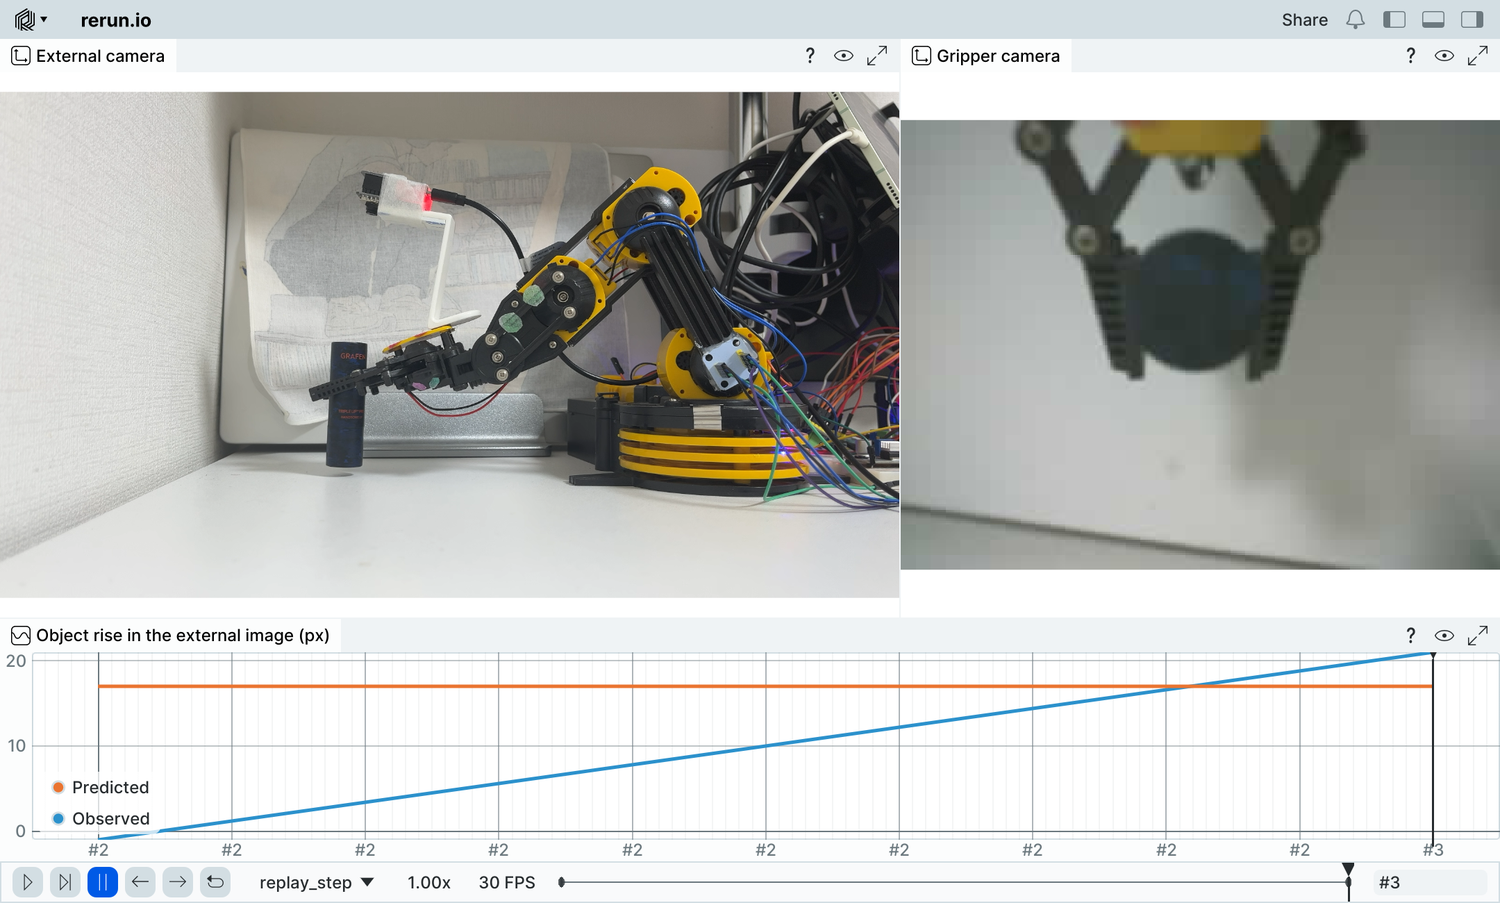 rerun.io
Share
External camera
?
Gripper camera
?
GRAFEN
Object rise in the external image (px)
?
20
10
0
Predicted
Observed
#2 #2 #2 #2 #2 #2 #2 #2 #2 #2 #3
replay_step
1.00x
30 FPS
#3